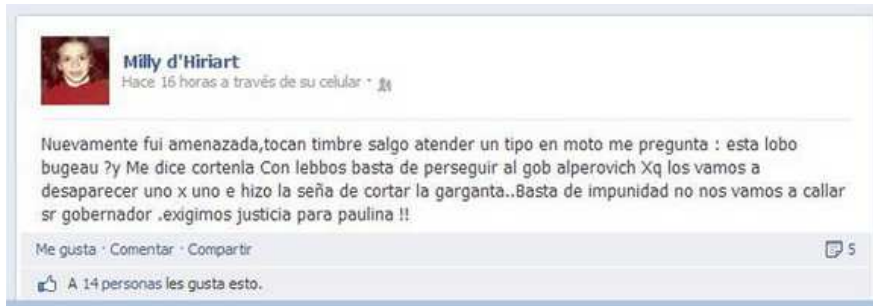 Milly d'Hiriart
Hace 16 horas a través de su celular ·
Nuevamente fui amenazada,tocan timbre salgo atender un tipo en moto me pregunta : esta lobo
bugeau ?y Me dice cortenla Con lebbos basta de perseguir al gob alperovich Xq los vamos a
desaparecer uno x uno e hizo la seña de cortar la garganta..Basta de impunidad no nos vamos a callar
sr gobernador .exigimos justicia para paulina !!
Me gusta · Comentar · Compartir 5
A 14 personas les gusta esto.